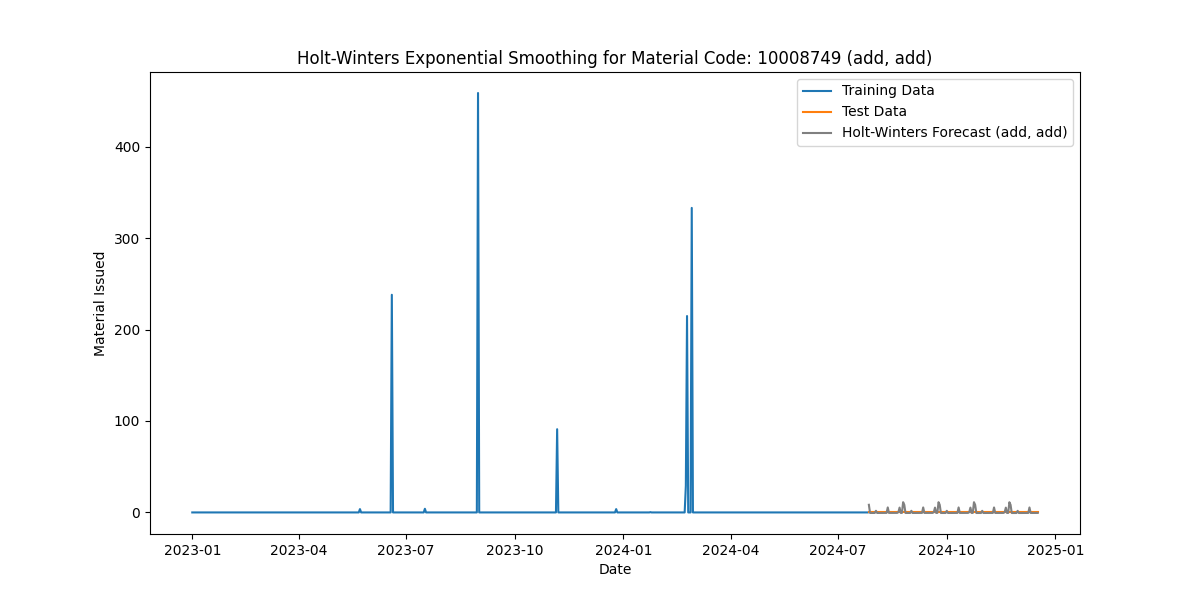 Holt-Winters Exponential Smoothing for Material Code: 10008749 (add, add)
Training Data
Test Data
Holt-Winters Forecast (add, add)
Material Issued
400
300
200
100
0
2023-01 2023-04 2023-07 2023-10 2024-01 2024-04 2024-07 2024-10 2025-01
Date